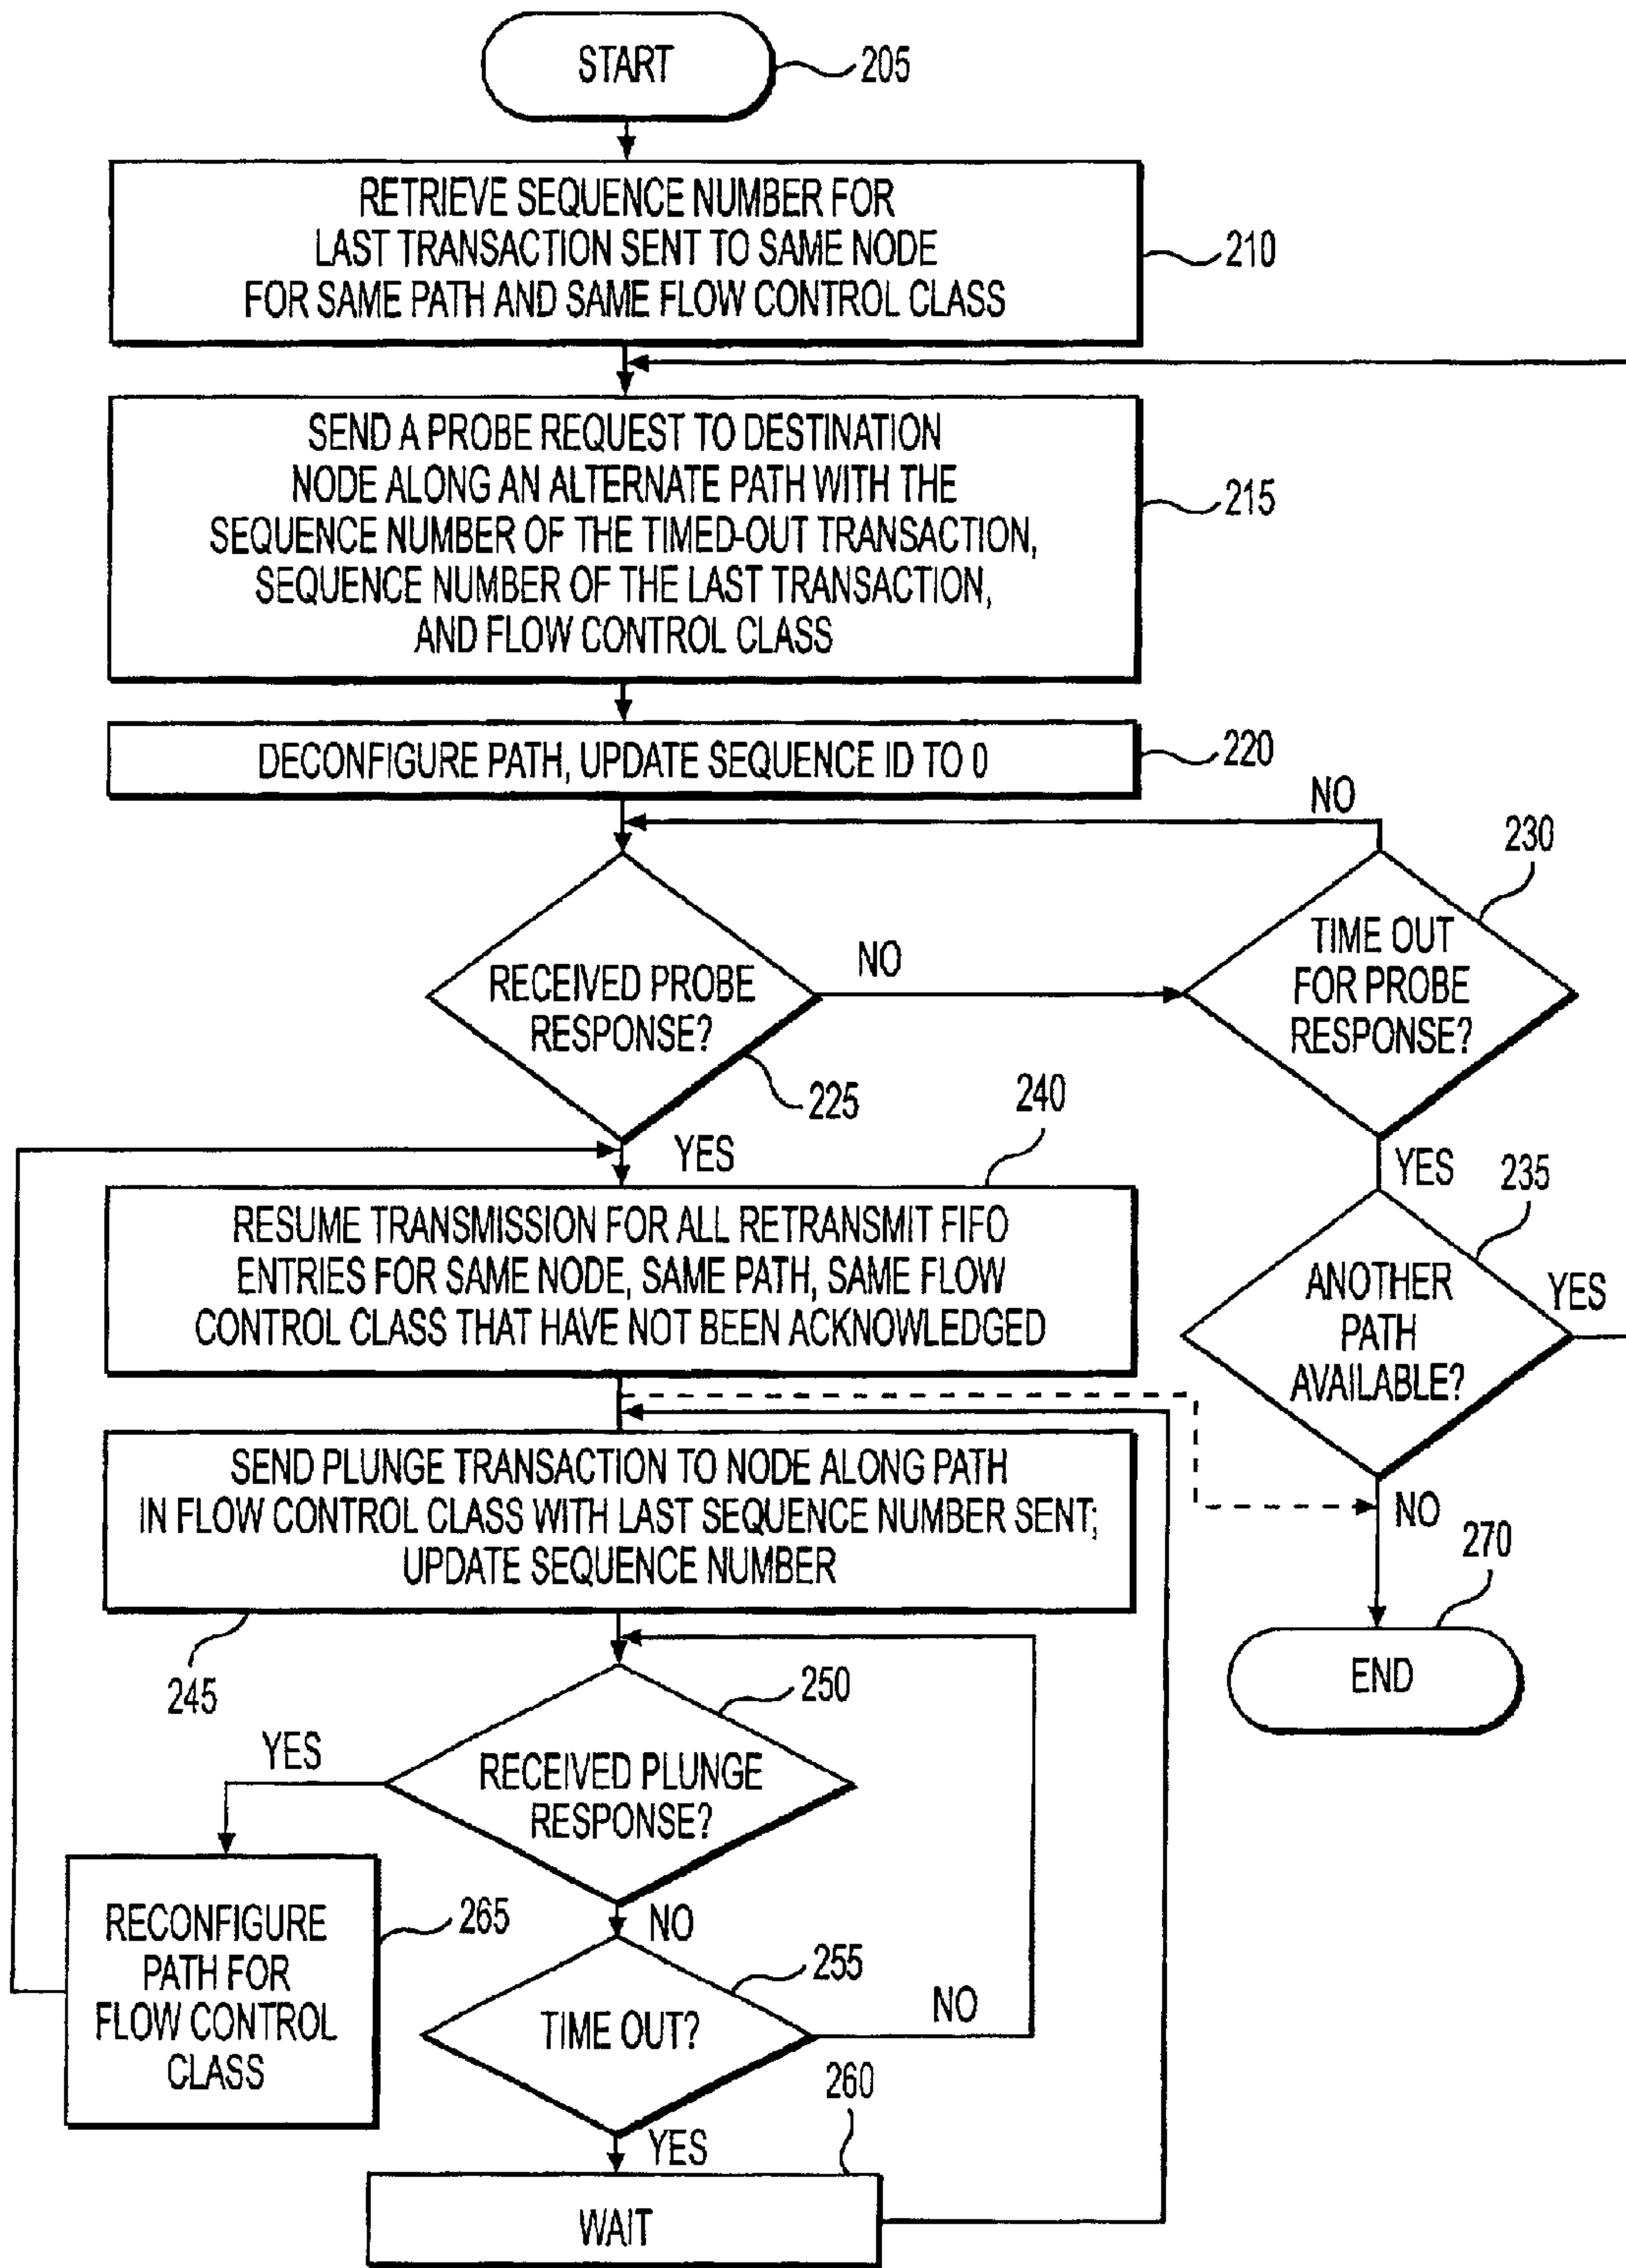 START
205
RETRIEVE SEQUENCE NUMBER FOR
LAST TRANSACTION SENT TO SAME NODE
FOR SAME PATH AND SAME FLOW CONTROL CLASS
210
SEND A PROBE REQUEST TO DESTINATION
NODE ALONG AN ALTERNATE PATH WITH THE
SEQUENCE NUMBER OF THE TIMED-OUT TRANSACTION,
SEQUENCE NUMBER OF THE LAST TRANSACTION,
AND FLOW CONTROL CLASS
215
DECONFIGURE PATH, UPDATE SEQUENCE ID TO 0
220
NO
230
RECEIVED PROBE
RESPONSE?
225
NO
TIME OUT
FOR PROBE
RESPONSE?
YES
240
YES
235
RESUME TRANSMISSION FOR ALL RETRANSMIT FIFO
ENTRIES FOR SAME NODE, SAME PATH, SAME FLOW
CONTROL CLASS THAT HAVE NOT BEEN ACKNOWLEDGED
ANOTHER
PATH
AVAILABLE?
YES
NO
SEND PLUNGE TRANSACTION TO NODE ALONG PATH
IN FLOW CONTROL CLASS WITH LAST SEQUENCE NUMBER SENT;
UPDATE SEQUENCE NUMBER
245
270
END
250
RECEIVED PLUNGE
RESPONSE?
YES
NO
RECONFIGURE
PATH FOR
FLOW CONTROL
CLASS
265
255
TIME OUT?
NO
YES
260
WAIT